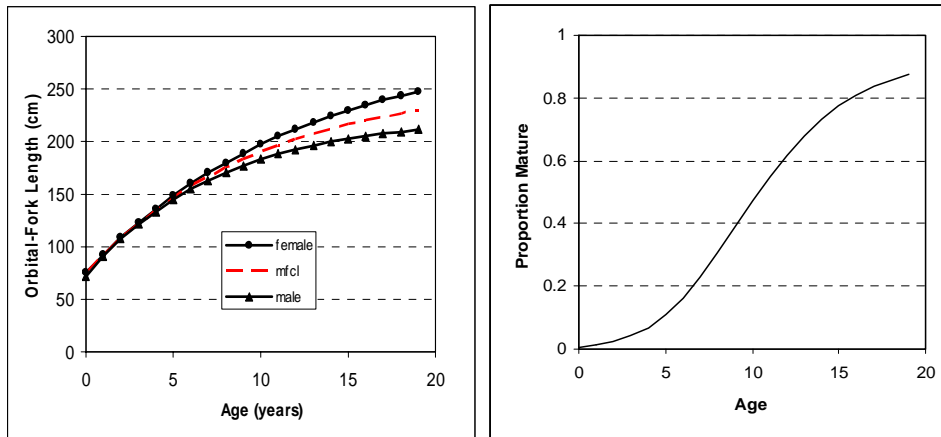 300
250
200
150
100
50
0
Orbital-Fork Length (cm)
female
mfcl
male
0 5 10 15 20
Age (years)
1
0.8
0.6
0.4
0.2
0
Proportion Mature
0 5 10 15 20
Age